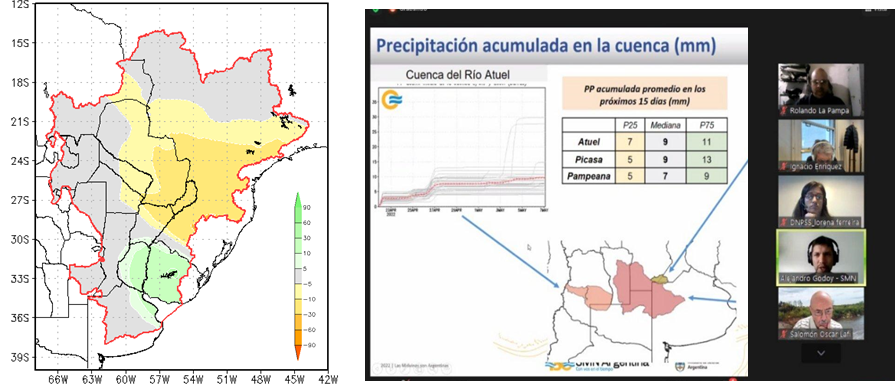 12S
15S
18S
21S
24S
27S
30S
33S
36S
39S
66W 63W 60W 57W 54W 51W 48W 45W 42W
90
60
30
10
5
-5
-10
-30
-60
-90
Precipitación acumulada en la cuenca (mm)
Cuenca del Río Atuel
PP acumulada promedio en los
próximos 15 días (mm)
P25 Mediana P75
Atuel 7 9 11
Picasa 5 9 13
Pampeana 5 7 9
2022
Argentina
Rolando La Pampa
Ignacio Enriquez
DNPSS_lorena ferreira
Alejandro Godoy - SMN
Salomón Oscar Lafi